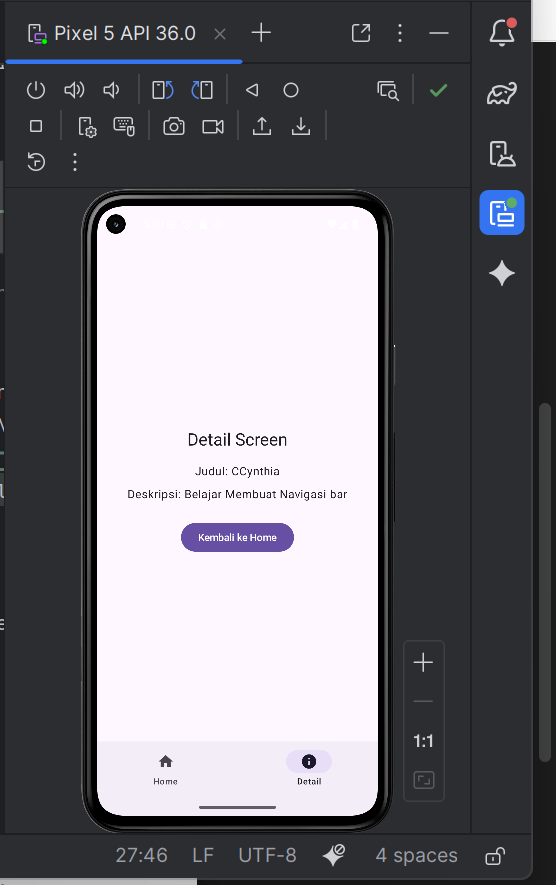 Pixel 5 API 36.0
Detail Screen
Judul: CCynthia
Deskripsi: Belajar Membuat Navigasi bar
Kembali ke Home
Home
Detail
1:1
27:46 LF UTF-8 4 spaces